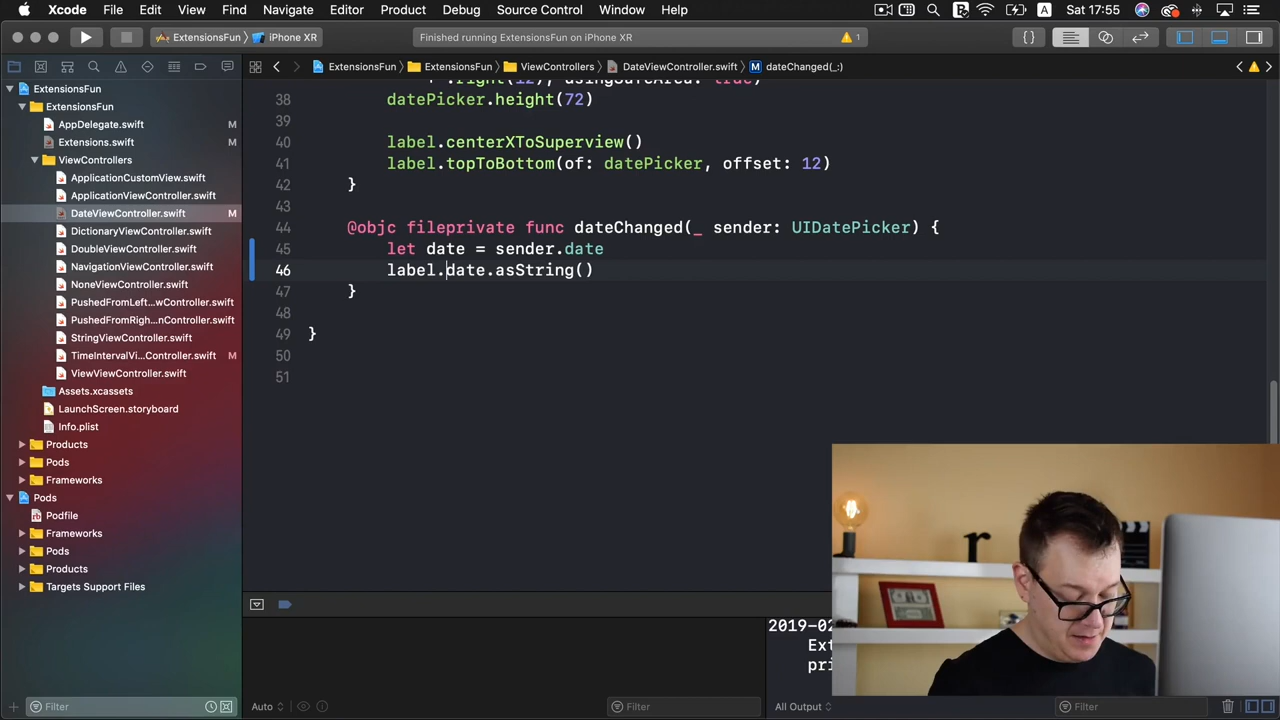 Xcode File Edit View Find Navigate Editor Product Debug Source Control Window Help A Sat 17:55
ExtensionsFun iPhone XR Finished running ExtensionsFun on iPhone XR 1
ExtensionsFun ExtensionsFun ViewControllers DateViewController.swift M dateChanged(_:)
ExtensionsFun
ExtensionsFun
AppDelegate.swift M
Extensions.swift M
ViewControllers
ApplicationCustomView.swift
ApplicationViewController.swift
DateViewController.swift M
DictionaryViewController.swift
DoubleViewController.swift
NavigationViewController.swift
NoneViewController.swift
PushedFromLeft...wController.swift
PushedFromRigh...nController.swift
StringViewController.swift
TimeIntervalVi...Controller.swift M
ViewViewController.swift
Assets.xcassets
LaunchScreen.storyboard
Info.plist
Products
Pods
Frameworks
Pods
Podfile
Frameworks
Pods
Products
Targets Support Files
Filter
38 datePicker.height(72)
39
40 label.centerXToSuperview()
41 label.topToBottom(of: datePicker, offset: 12)
42 }
43
44 @objc fileprivate func dateChanged(_ sender: UIDatePicker) {
45 let date = sender.date
46 label.date.asString()
47 }
48
49 }
50
51
2019-02
Ext
pri
Auto Filter All Output Filter